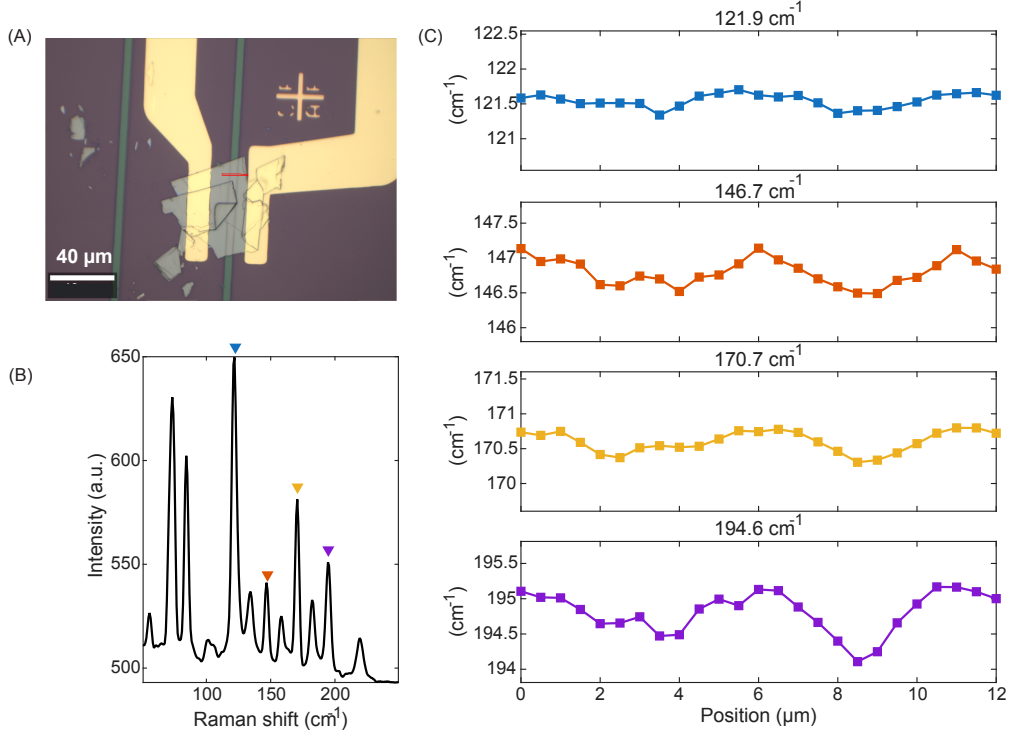 (A)
40 µm
(B)
650
600
550
500
100
150
200
Intensity (a.u.)
Raman shift (cm⁻¹)
(C)
121.9 cm⁻¹
122.5
122
121.5
121
(cm⁻¹)
146.7 cm⁻¹
147.5
147
146.5
146
(cm⁻¹)
170.7 cm⁻¹
171.5
171
170.5
170
(cm⁻¹)
194.6 cm⁻¹
195.5
195
194.5
194
(cm⁻¹)
0
2
4
6
8
10
12
Position (µm)